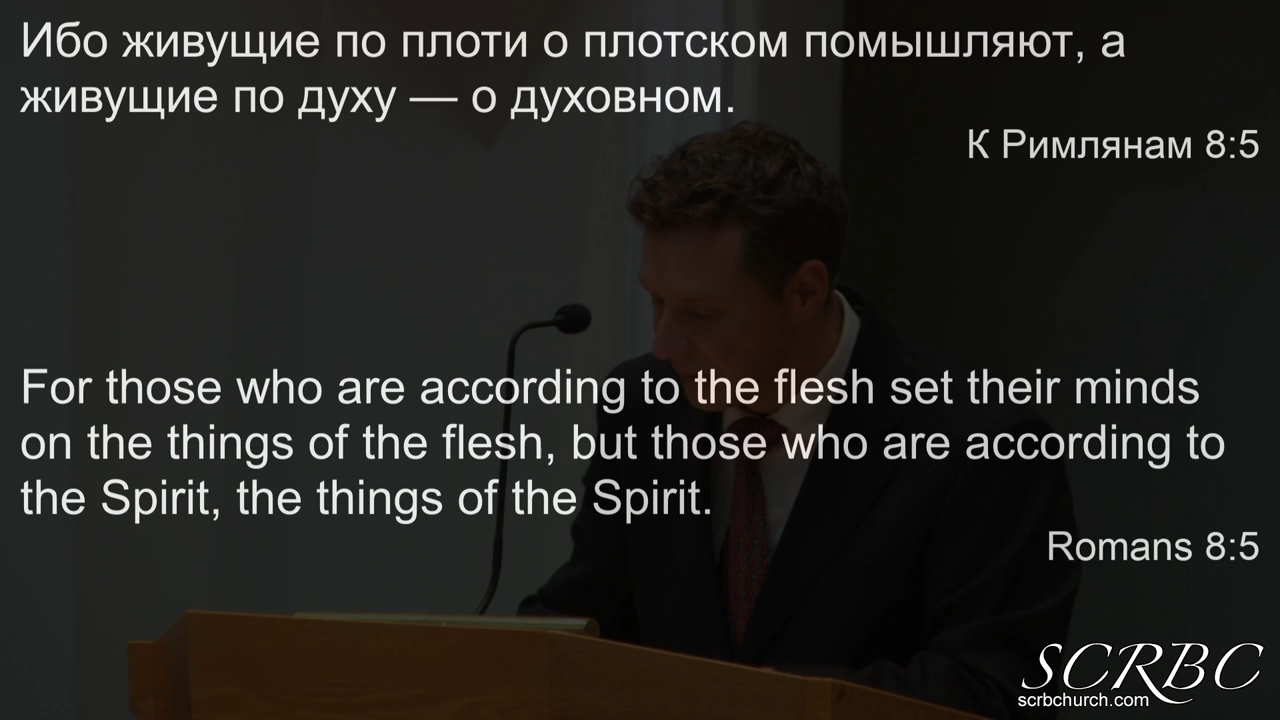 Ибо живущие по плоти о плотском помышляют, а
живущие по духу — о духовном.
К Римлянам 8:5
For those who are according to the flesh set their minds
on the things of the flesh, but those who are according to
the Spirit, the things of the Spirit.
Romans 8:5
SCRBC
scrbchurch.com